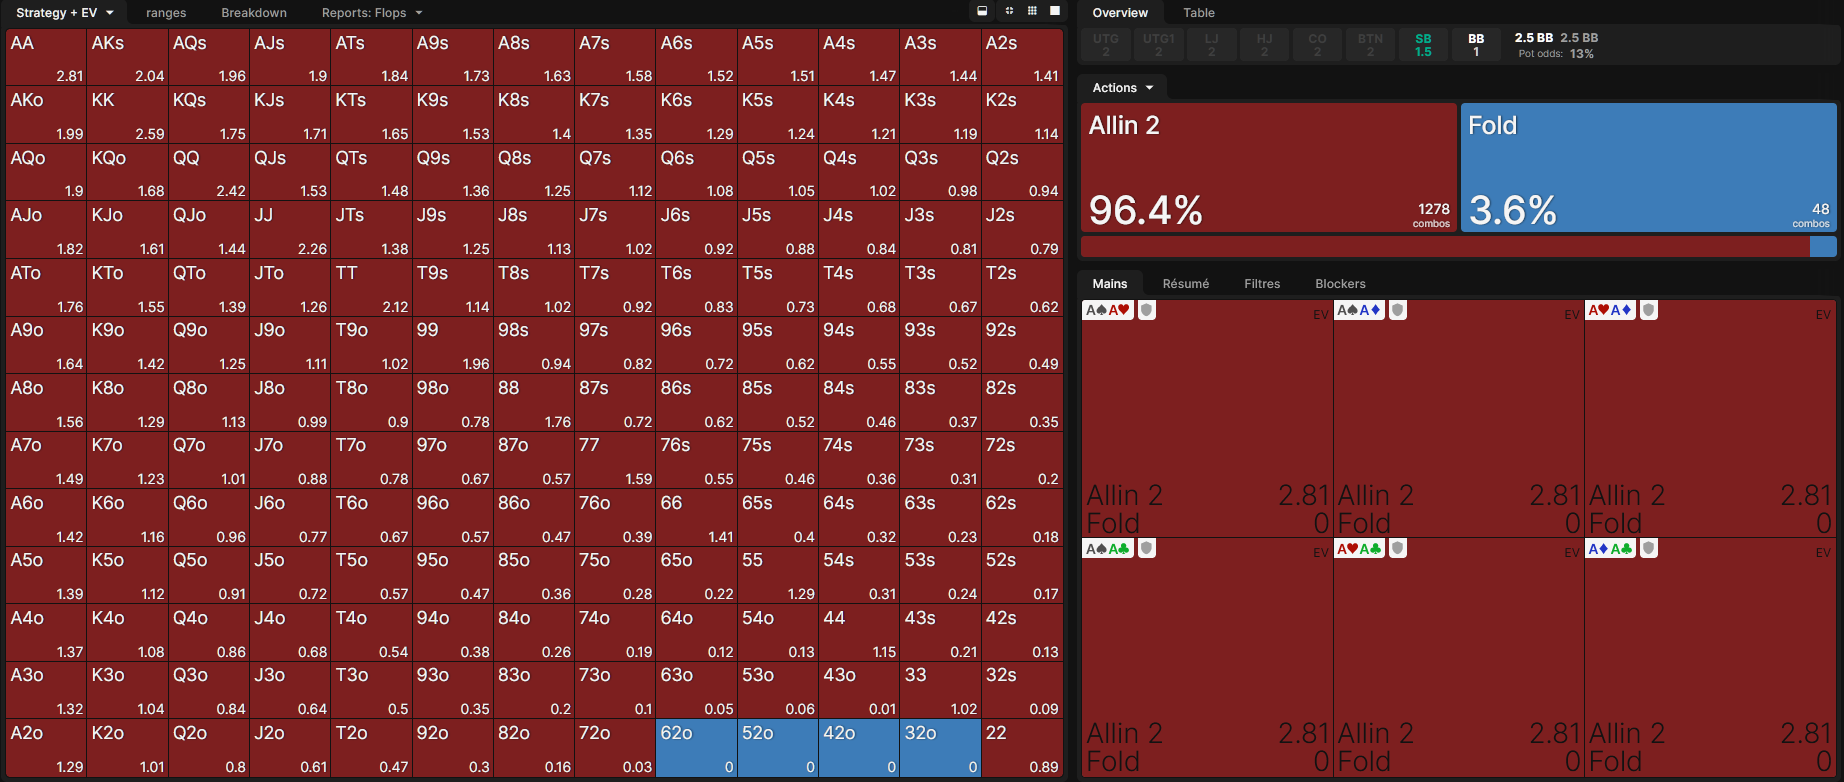 Strategy + EV ranges Breakdown Reports: Flops
AA AKs AQs AJs ATs A9s A8s A7s A6s A5s A4s A3s A2s
2.81 2.04 1.96 1.9 1.84 1.73 1.63 1.58 1.52 1.51 1.47 1.44 1.41
AKo KK KQs KJs KTs K9s K8s K7s K6s K5s K4s K3s K2s
1.99 2.59 1.75 1.71 1.65 1.53 1.4 1.35 1.29 1.24 1.21 1.19 1.14
AQo KQo QQ QJs QTs Q9s Q8s Q7s Q6s Q5s Q4s Q3s Q2s
1.9 1.68 2.42 1.53 1.48 1.36 1.25 1.12 1.08 1.05 1.02 0.98 0.94
AJo KJo QJo JJ JTs J9s J8s J7s J6s J5s J4s J3s J2s
1.82 1.61 1.44 2.26 1.38 1.25 1.13 1.02 0.92 0.88 0.84 0.81 0.79
ATo KTo QTo JTo TT T9s T8s T7s T6s T5s T4s T3s T2s
1.76 1.55 1.39 1.26 2.12 1.14 1.02 0.92 0.83 0.73 0.68 0.67 0.62
A9o K9o Q9o J9o T9o 99 98s 97s 96s 95s 94s 93s 92s
1.64 1.42 1.25 1.11 1.02 1.96 0.94 0.82 0.72 0.62 0.55 0.52 0.49
A8o K8o Q8o J8o T8o 98o 88 87s 86s 85s 84s 83s 82s
1.56 1.29 1.13 0.99 0.9 0.78 1.76 0.72 0.62 0.52 0.46 0.37 0.35
A7o K7o Q7o J7o T7o 97o 87o 77 76s 75s 74s 73s 72s
1.49 1.23 1.01 0.88 0.78 0.67 0.57 1.59 0.55 0.46 0.36 0.31 0.2
A6o K6o Q6o J6o T6o 96o 86o 76o 66 65s 64s 63s 62s
1.42 1.16 0.96 0.77 0.67 0.57 0.47 0.39 1.41 0.4 0.32 0.23 0.18
A5o K5o Q5o J5o T5o 95o 85o 75o 65o 55 54s 53s 52s
1.39 1.12 0.91 0.72 0.57 0.47 0.36 0.28 0.22 1.29 0.31 0.24 0.17
A4o K4o Q4o J4o T4o 94o 84o 74o 64o 54o 44 43s 42s
1.37 1.08 0.86 0.68 0.54 0.38 0.26 0.19 0.12 0.13 1.15 0.21 0.13
A3o K3o Q3o J3o T3o 93o 83o 73o 63o 53o 43o 33 32s
1.32 1.04 0.84 0.64 0.5 0.35 0.2 0.1 0.05 0.06 0.01 1.02 0.09
A2o K2o Q2o J2o T2o 92o 82o 72o 62o 52o 42o 32o 22
1.29 1.01 0.8 0.61 0.47 0.3 0.16 0.03 0 0 0 0 0.89
Overview Table
UTG UTG1 LJ HJ CO BTN SB BB 2.5 BB 2.5 BB
2 2 2 2 2 2 1.5 1 Pot odds: 13%
Actions
Allin 2 Fold
96.4% 1278 combos 3.6% 48 combos
Mains Résumé Filtres Blockers
A♠A♥ EV A♠A♦ EV A♥A♦ EV
Allin 2 2.81 Allin 2 2.81 Allin 2 2.81
Fold 0 Fold 0 Fold 0
A♠A♣ EV A♥A♣ EV A♦A♣ EV
Allin 2 2.81 Allin 2 2.81 Allin 2 2.81
Fold 0 Fold 0 Fold 0